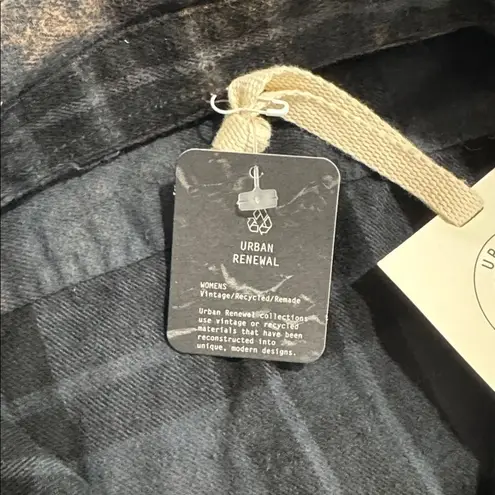 URBAN
RENEWAL
WOMENS
Vintage/Recycled/Remade
Urban Renewal collections
use vintage or recycled
materials that have been
reconstructed into
unique, modern designs.